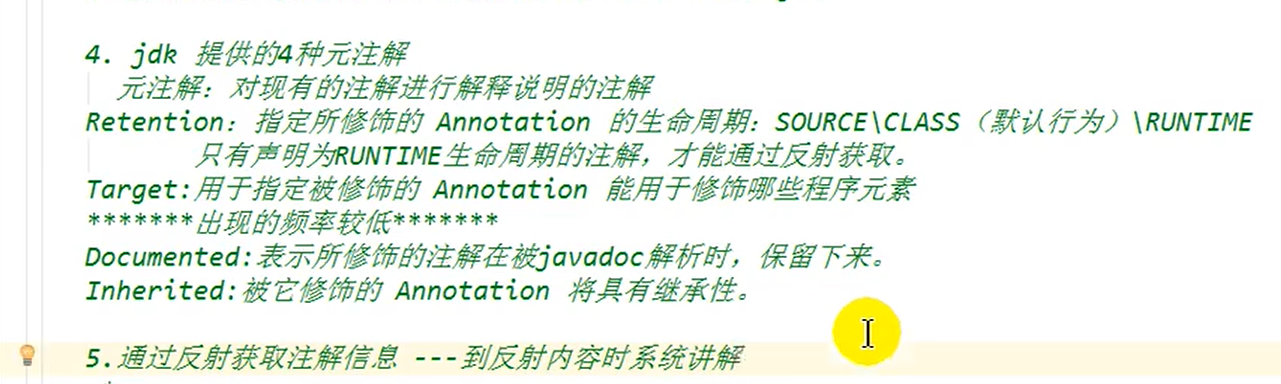 4. jdk 提供的4种元注解
元注解：对现有的注解进行解释说明的注解
Retention：指定所修饰的 Annotation 的生命周期：SOURCE\CLASS（默认行为）\RUNTIME
只有声明为RUNTIME生命周期的注解，才能通过反射获取。
Target:用于指定被修饰的 Annotation 能用于修饰哪些程序元素
*******出现的频率较低*******
Documented:表示所修饰的注解在被javadoc解析时，保留下来。
Inherited:被它修饰的 Annotation 将具有继承性。
5.通过反射获取注解信息 ---到反射内容时系统讲解